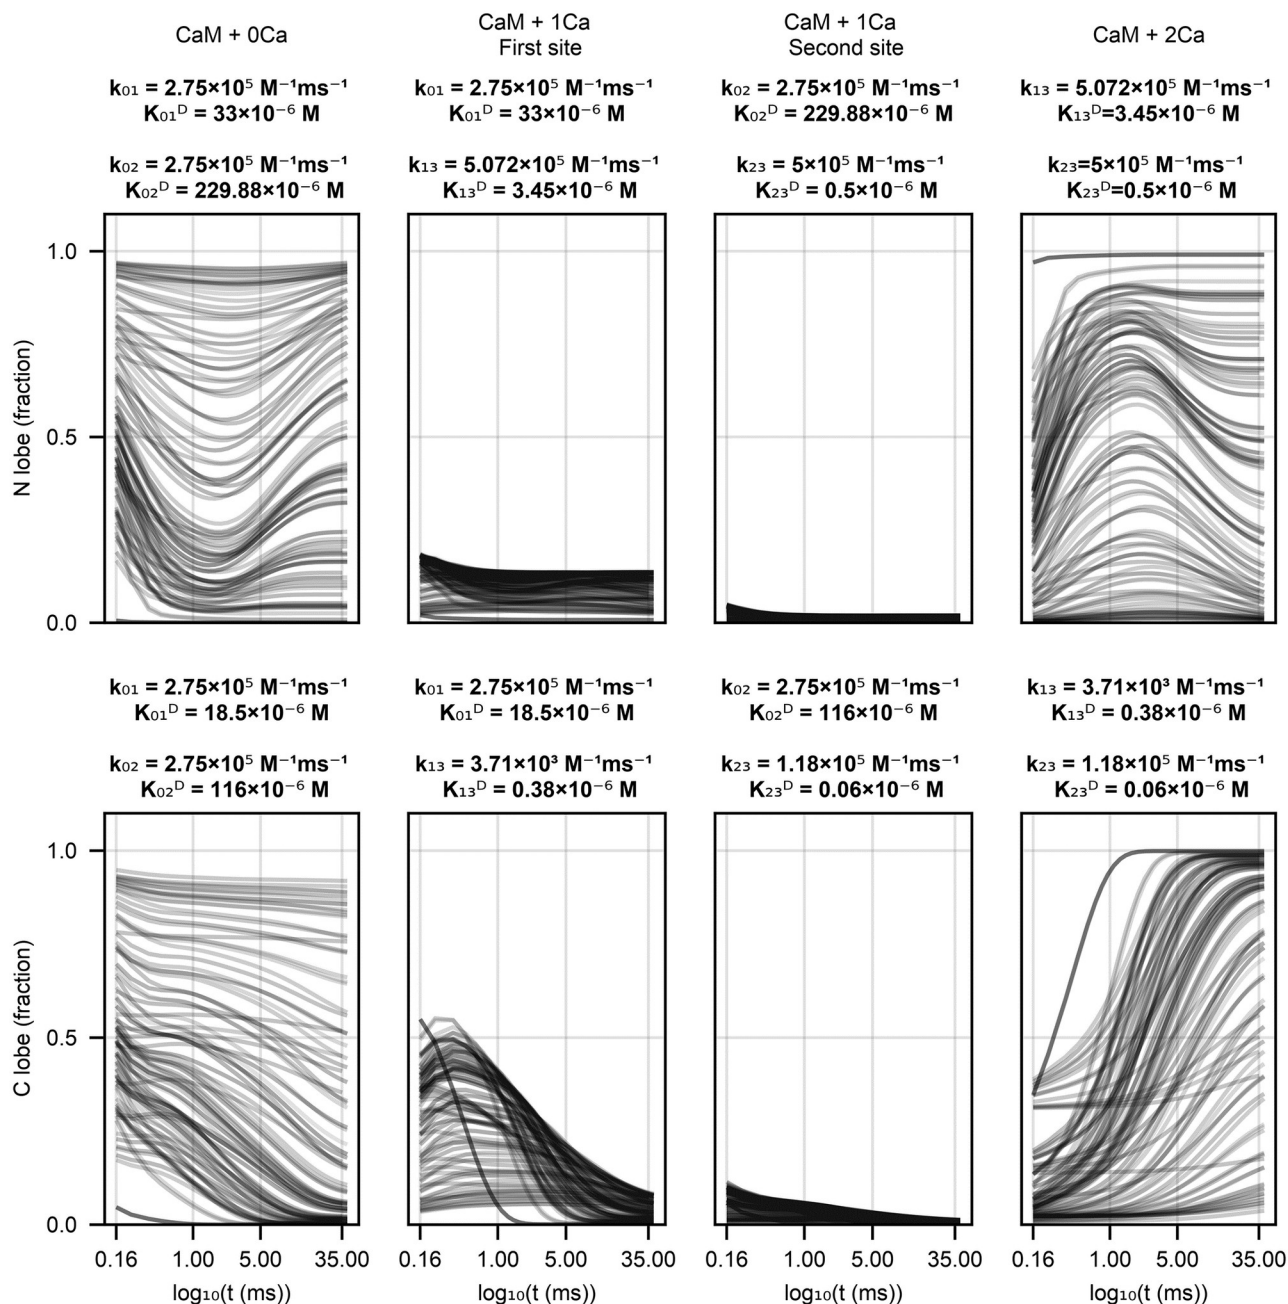 CaM + 0Ca
CaM + 1Ca
First site
CaM + 1Ca
Second site
CaM + 2Ca
k₀₁ = 2.75×10⁵ M⁻¹ms⁻¹
K₀₁ᴰ = 33×10⁻⁶ M
k₀₂ = 2.75×10⁵ M⁻¹ms⁻¹
K₀₂ᴰ = 229.88×10⁻⁶ M
k₀₁ = 2.75×10⁵ M⁻¹ms⁻¹
K₀₁ᴰ = 33×10⁻⁶ M
k₁₃ = 5.072×10⁵ M⁻¹ms⁻¹
K₁₃ᴰ = 3.45×10⁻⁶ M
k₀₂ = 2.75×10⁵ M⁻¹ms⁻¹
K₀₂ᴰ = 229.88×10⁻⁶ M
k₂₃ = 5×10⁵ M⁻¹ms⁻¹
K₂₃ᴰ = 0.5×10⁻⁶ M
k₁₃ = 5.072×10⁵ M⁻¹ms⁻¹
K₁₃ᴰ=3.45×10⁻⁶ M
k₂₃=5×10⁵ M⁻¹ms⁻¹
K₂₃ᴰ=0.5×10⁻⁶ M
N lobe (fraction)
1.0
0.5
0.0
k₀₁ = 2.75×10⁵ M⁻¹ms⁻¹
K₀₁ᴰ = 18.5×10⁻⁶ M
k₀₂ = 2.75×10⁵ M⁻¹ms⁻¹
K₀₂ᴰ = 116×10⁻⁶ M
k₀₁ = 2.75×10⁵ M⁻¹ms⁻¹
K₀₁ᴰ = 18.5×10⁻⁶ M
k₁₃ = 3.71×10³ M⁻¹ms⁻¹
K₁₃ᴰ = 0.38×10⁻⁶ M
k₀₂ = 2.75×10⁵ M⁻¹ms⁻¹
K₀₂ᴰ = 116×10⁻⁶ M
k₂₃ = 1.18×10⁵ M⁻¹ms⁻¹
K₂₃ᴰ = 0.06×10⁻⁶ M
k₁₃ = 3.71×10³ M⁻¹ms⁻¹
K₁₃ᴰ = 0.38×10⁻⁶ M
k₂₃ = 1.18×10⁵ M⁻¹ms⁻¹
K₂₃ᴰ = 0.06×10⁻⁶ M
C lobe (fraction)
1.0
0.5
0.0
0.16 1.00 5.00 35.00
0.16 1.00 5.00 35.00
0.16 1.00 5.00 35.00
0.16 1.00 5.00 35.00
log₁₀(t (ms))
log₁₀(t (ms))
log₁₀(t (ms))
log₁₀(t (ms))